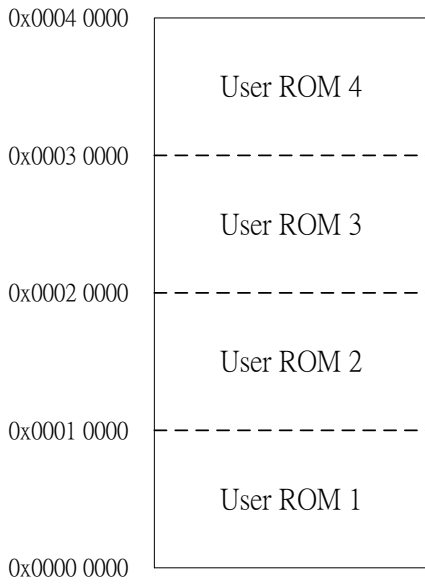 0x0004 0000
User ROM 4
0x0003 0000
User ROM 3
0x0002 0000
User ROM 2
0x0001 0000
User ROM 1
0x0000 0000